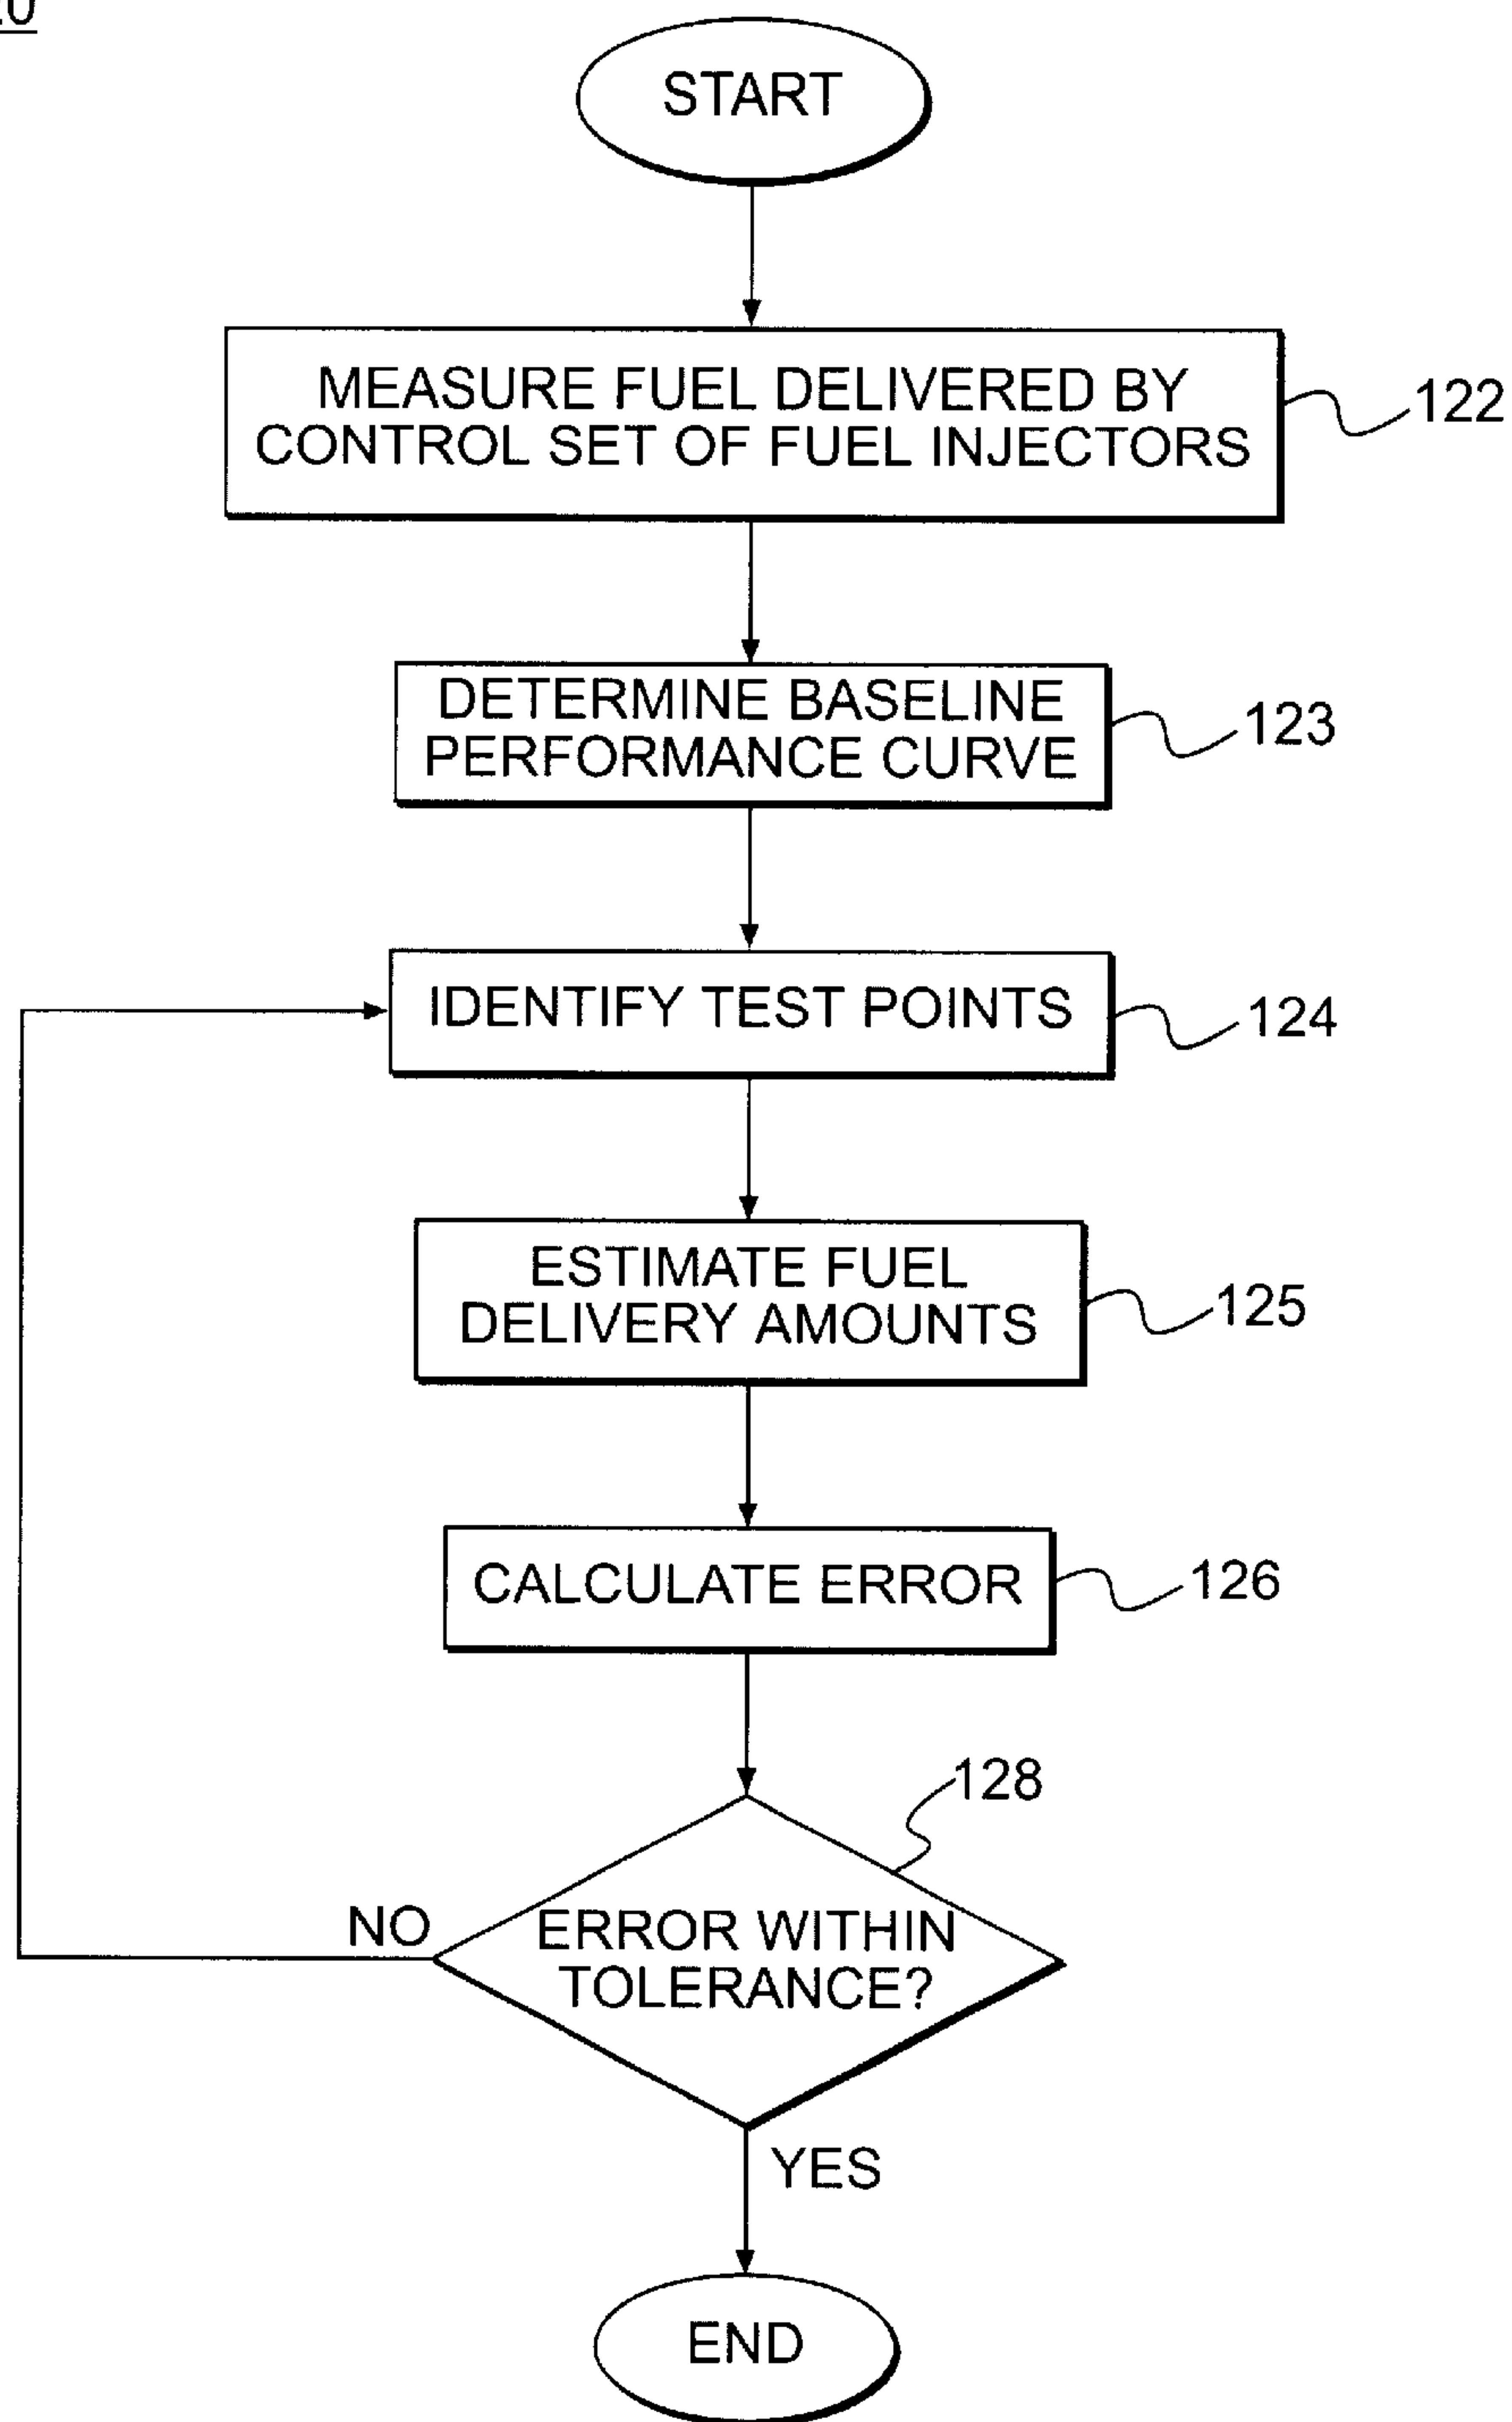 START
MEASURE FUEL DELIVERED BY
CONTROL SET OF FUEL INJECTORS
122
DETERMINE BASELINE
PERFORMANCE CURVE
123
IDENTIFY TEST POINTS
124
ESTIMATE FUEL
DELIVERY AMOUNTS
125
CALCULATE ERROR
126
128
ERROR WITHIN
TOLERANCE?
NO
YES
END